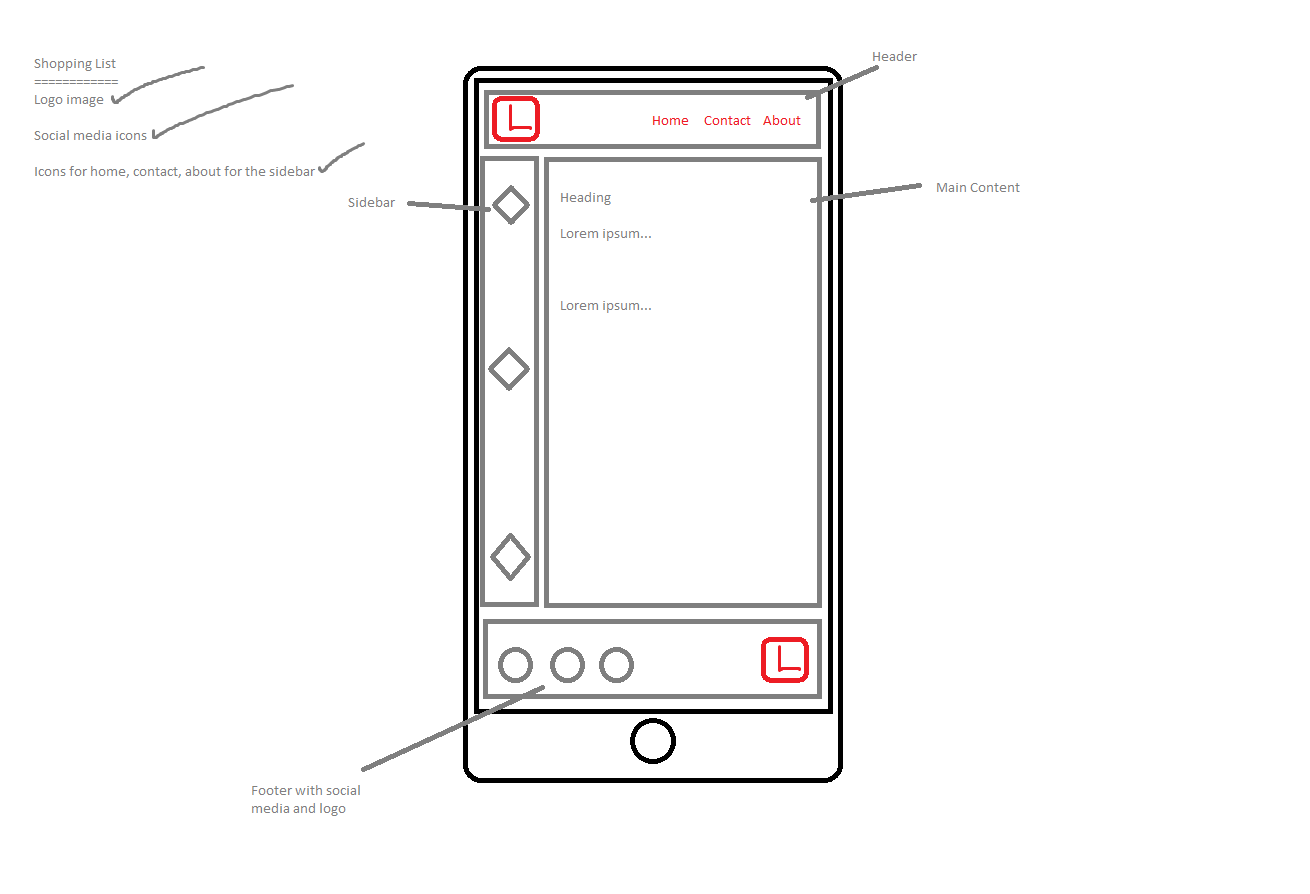 Shopping List
============
Logo image
Social media icons
Icons for home, contact, about for the sidebar
Header
L
Home Contact About
Sidebar
Main Content
Heading
Lorem ipsum...
Lorem ipsum...
L
Footer with social
media and logo